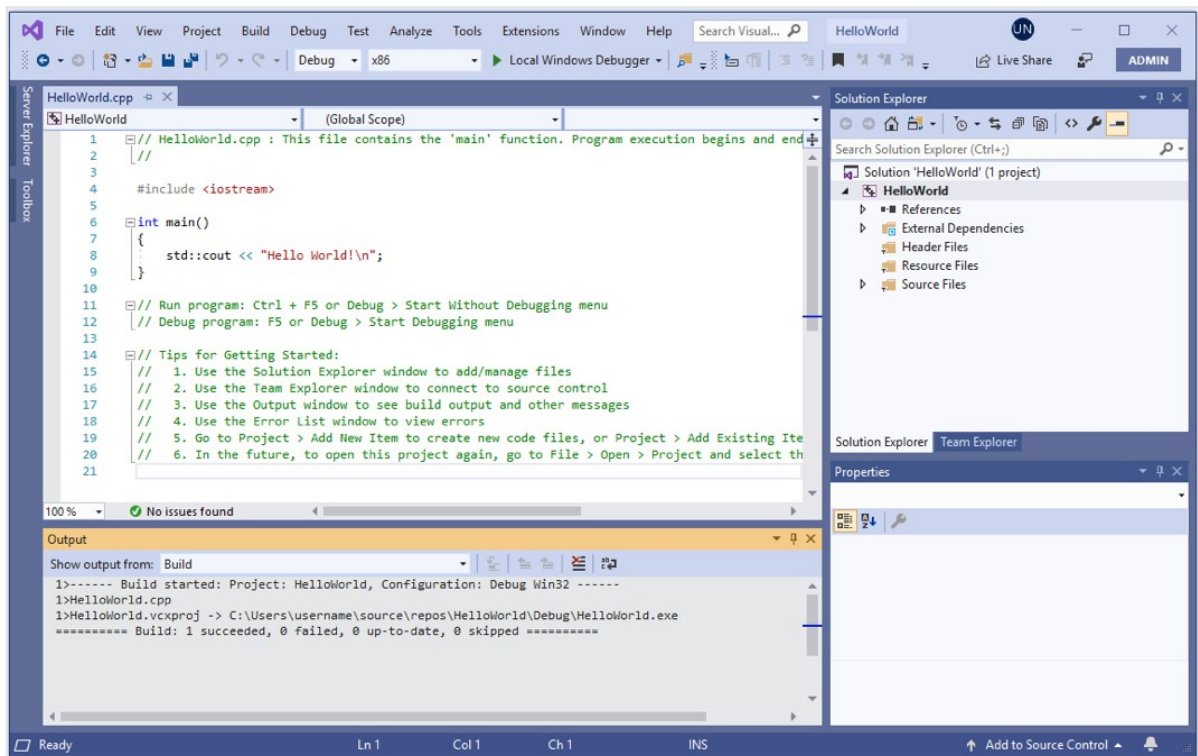 File Edit View Project Build Debug Test Analyze Tools Extensions Window Help Search Visual... HelloWorld UN
Debug x86 Local Windows Debugger Live Share ADMIN
Server Explorer
Toolbox
HelloWorld.cpp
HelloWorld (Global Scope)
1 // HelloWorld.cpp : This file contains the 'main' function. Program execution begins and end
2 //
3
4 #include <iostream>
5
6 int main()
7 {
8 std::cout << "Hello World!\n";
9 }
10
11 // Run program: Ctrl + F5 or Debug > Start Without Debugging menu
12 // Debug program: F5 or Debug > Start Debugging menu
13
14 // Tips for Getting Started:
15 // 1. Use the Solution Explorer window to add/manage files
16 // 2. Use the Team Explorer window to connect to source control
17 // 3. Use the Output window to see build output and other messages
18 // 4. Use the Error List window to view errors
19 // 5. Go to Project > Add New Item to create new code files, or Project > Add Existing Ite
20 // 6. In the future, to open this project again, go to File > Open > Project and select th
21
100 % No issues found
Output
Show output from: Build
1>------ Build started: Project: HelloWorld, Configuration: Debug Win32 ------
1>HelloWorld.cpp
1>HelloWorld.vcxproj -> C:\Users\username\source\repos\HelloWorld\Debug\HelloWorld.exe
========== Build: 1 succeeded, 0 failed, 0 up-to-date, 0 skipped ==========
Solution Explorer
Search Solution Explorer (Ctrl+;)
Solution 'HelloWorld' (1 project)
HelloWorld
References
External Dependencies
Header Files
Resource Files
Source Files
Solution Explorer Team Explorer
Properties
Ready Ln 1 Col 1 Ch 1 INS Add to Source Control